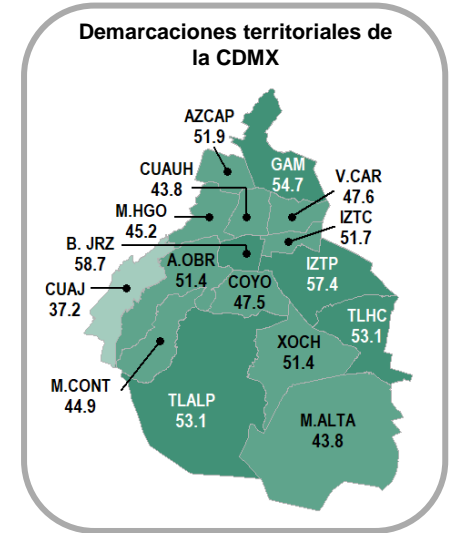 Demarcaciones territoriales de
la CDMX
AZCAP
51.9
GAM
54.7
CUAUH
43.8
V.CAR
47.6
M.HGO
45.2
IZTC
51.7
B. JRZ
58.7
A.OBR
51.4
IZTP
57.4
CUAJ
37.2
COYO
47.5
TLHC
53.1
XOCH
51.4
M.CONT
44.9
TLALP
53.1
M.ALTA
43.8